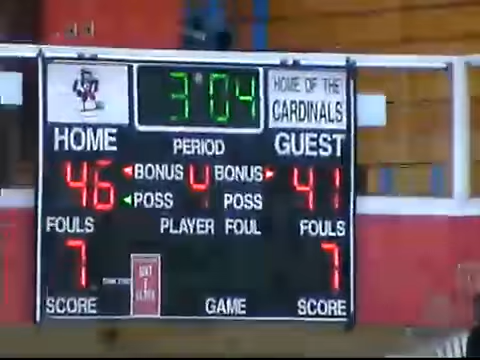 3:04
HOME OF THE
CARDINALS
HOME PERIOD GUEST
46 BONUS 4 BONUS 41
POSS POSS
FOULS PLAYER FOUL FOULS
7 7
SCORE GAME SCORE